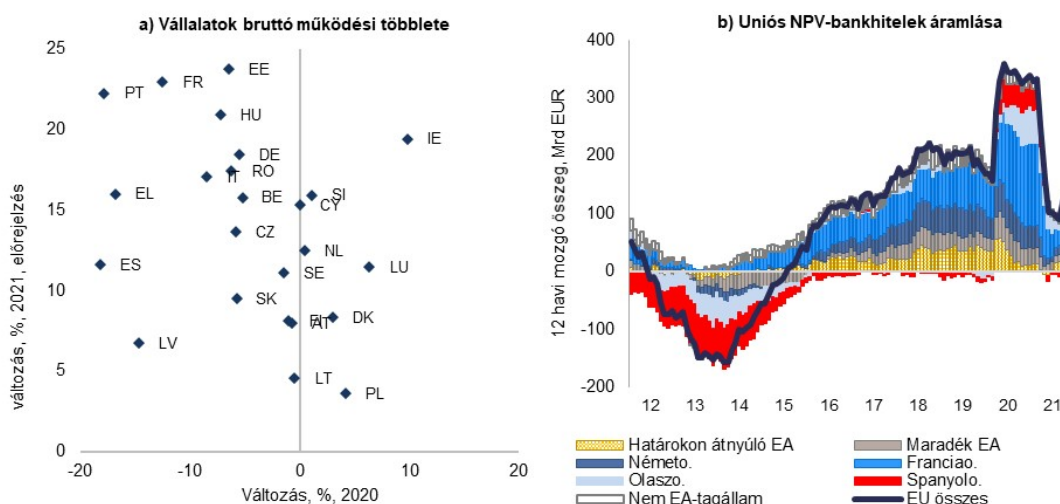 a) Vállalatok bruttó működési többlete
változás, %, 2021, előrejelzés
25
20
15
10
5
0
EE
FR
PT
HU
IE
DE
RO
IT
EL
BE
SI
CY
CZ
NL
ES
SE
LU
SK
FI
AT
DK
LV
LT
PL
-20 -10 0 10 20
Változás, %, 2020
b) Uniós NPV-bankhitelek áramlása
12 havi mozgó összeg, Mrd EUR
400
300
200
100
0
-100
-200
12 13 14 15 16 17 18 19 20 21
Határokon átnyúló EA Maradék EA
Németo. Franciao.
Olaszo. Spanyolo.
Nem EA-tagállam EU összes